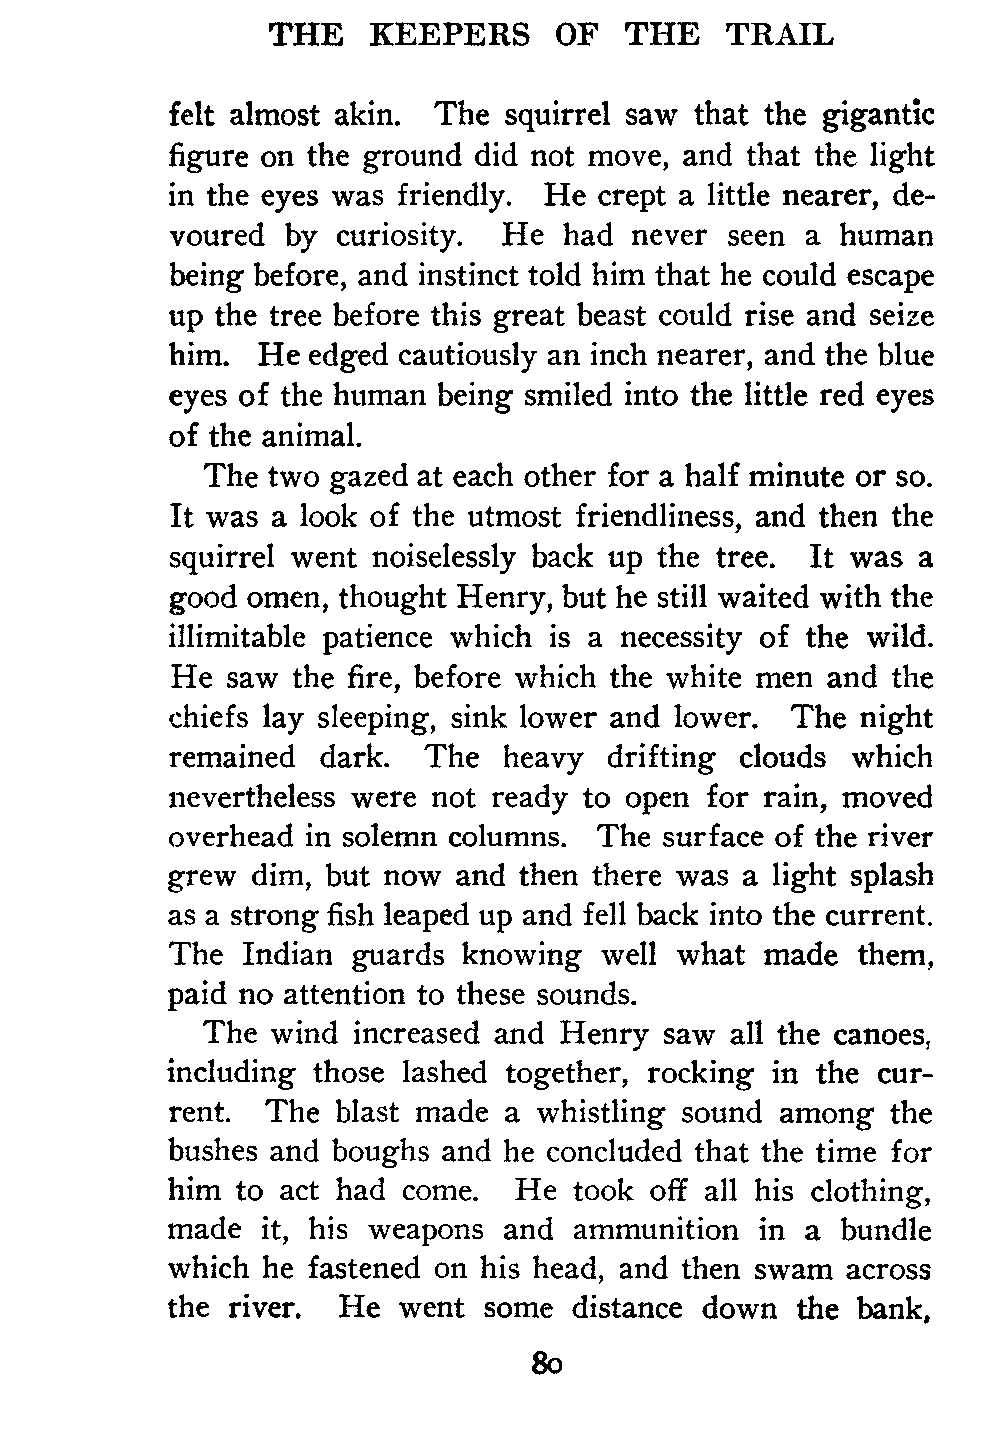 THE KEEPERS OF THE TRAIL
felt almost akin. The squirrel saw that the gigantic
figure on the ground did not move, and that the light
in the eyes was friendly. He crept a little nearer, de-
voured by curiosity. He had never seen a human
being before, and instinct told him that he could escape
up the tree before this great beast could rise and seize
him. He edged cautiously an inch nearer, and the blue
eyes of the human being smiled into the little red eyes
of the animal.
The two gazed at each other for a half minute or so.
It was a look of the utmost friendliness, and then the
squirrel went noiselessly back up the tree. It was a
good omen, thought Henry, but he still waited with the
illimitable patience which is a necessity of the wild.
He saw the fire, before which the white men and the
chiefs lay sleeping, sink lower and lower. The night
remained dark. The heavy drifting clouds which
nevertheless were not ready to open for rain, moved
overhead in solemn columns. The surface of the river
grew dim, but now and then there was a light splash
as a strong fish leaped up and fell back into the current.
The Indian guards knowing well what made them,
paid no attention to these sounds.
The wind increased and Henry saw all the canoes,
including those lashed together, rocking in the cur-
rent. The blast made a whistling sound among the
bushes and boughs and he concluded that the time for
him to act had come. He took off all his clothing,
made it, his weapons and ammunition in a bundle
which he fastened on his head, and then swam across
the river. He went some distance down the bank,
80